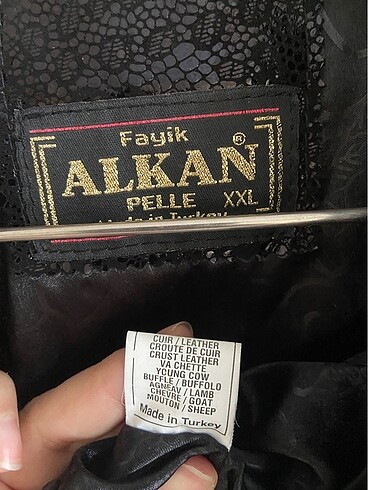 Fayik
ALKAN®
PELLE XXL
Made in Turkey
CUIR / LEATHER
CROUTE DE CUIR
CRUST LEATHER
VA CHETTE
YOUNG COW
BUFFLE / BUFFOLO
AGNEAV / LAMB
CHEVRE / GOAT
MOUTON / SHEEP
Made in Turkey